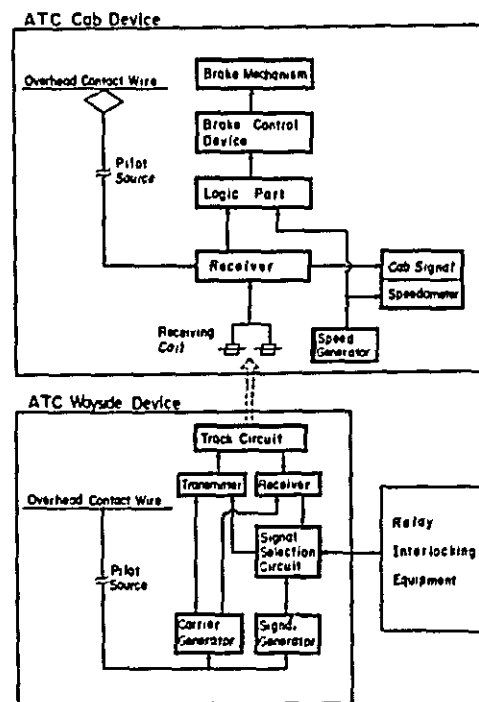 ATC Cab Device
Overhead Contact Wire
Brake Mechanism
Brake Control
Device
Pilot
Source
Logic Part
Receiver
Cab Signal
Speedometer
Receiving
Speed
Generator
ATC Wayside Device
Track Circuit
Transmitter
Receiver
Overhead Contact Wire
Signal
Selection
Circuit
Relay
Interlocking
Equipment
Pilot
Source
Carrier
Generator
Signal
Generator